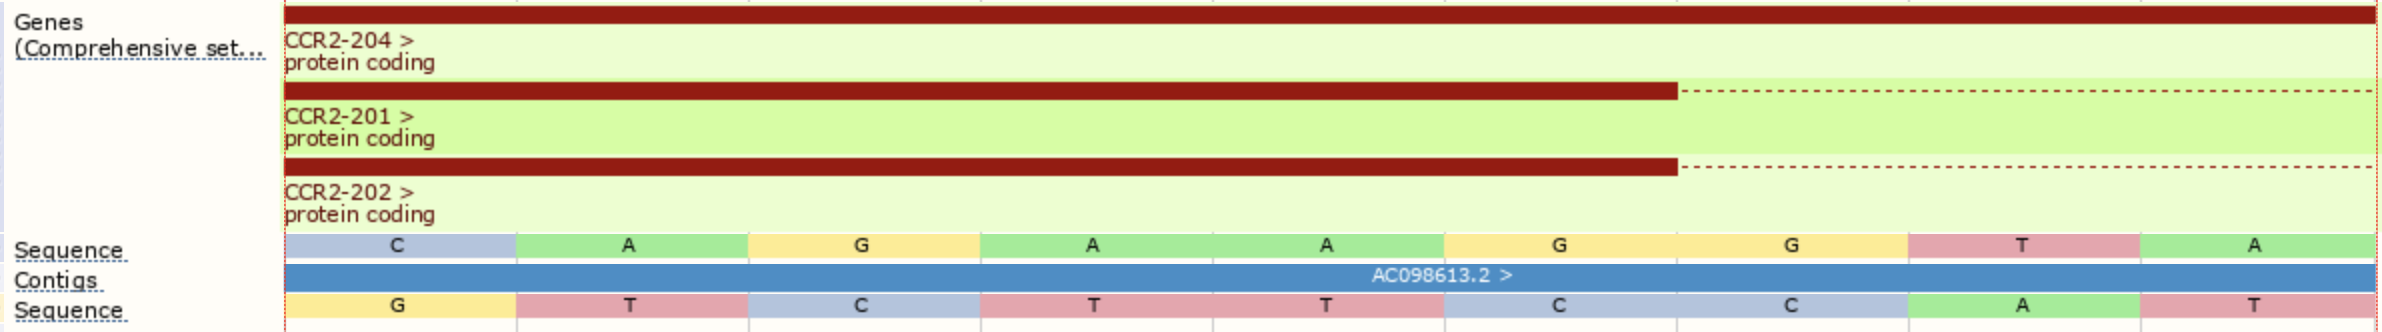 Genes
(Comprehensive set...
CCR2-204 >
protein coding
CCR2-201 >
protein coding
CCR2-202 >
protein coding
Sequence C A G A A G G T A
Contigs AC098613.2 >
Sequence G T C T T C C A T